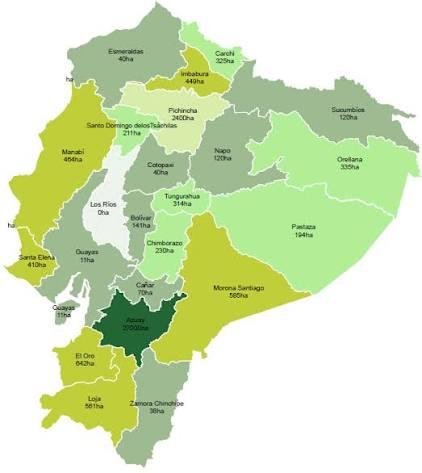 Esmeraldas
40ha
Carchi
325ha
Imbabura
449ha
ha
Pichincha
2400ha
Sucumbíos
120ha
Santo Domingo delosTsáchilas
211ha
Manabí
464ha
Napo
120ha
Orellana
335ha
Cotopaxi
40ha
Los Ríos
0ha
Tungurahua
314ha
Bolívar
141ha
Pastaza
194ha
ha
Santa Elena
410ha
Guayas
11ha
Chimborazo
230ha
Cañar
70ha
Morona Santiago
585ha
Guayas
11ha
Azuay
El Oro
642ha
Loja
561ha
Zamora Chinchipe
38ha